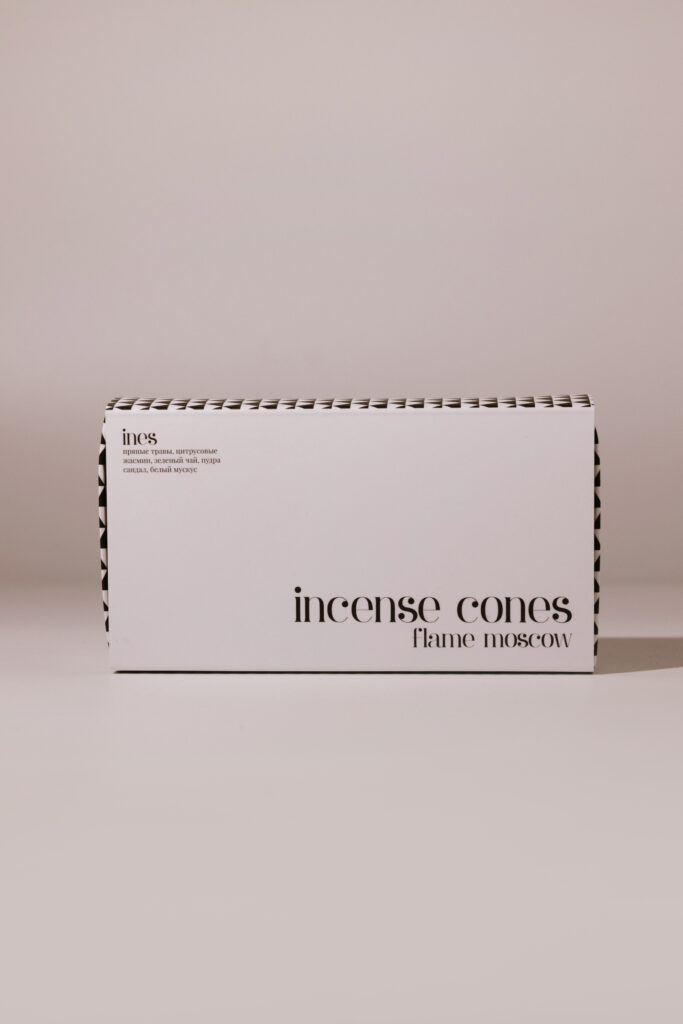 ines
пряные травы, цитрусовые
жасмин, зеленый чай, пудра
сандал, белый мускус
incense cones
flame moscow